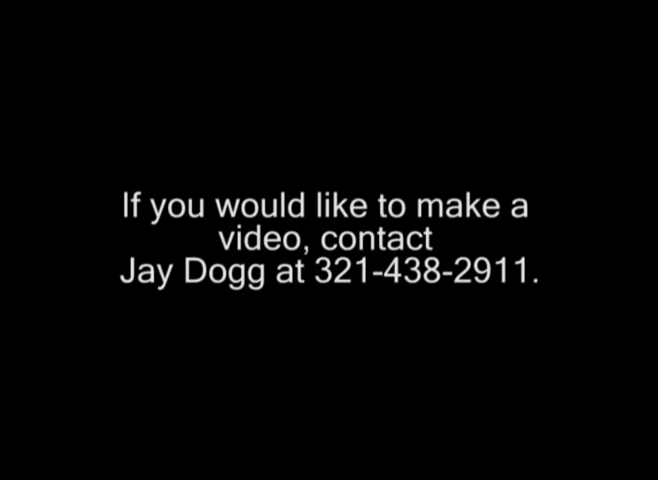 If you would like to make a
video, contact
Jay Dogg at 321-438-2911.